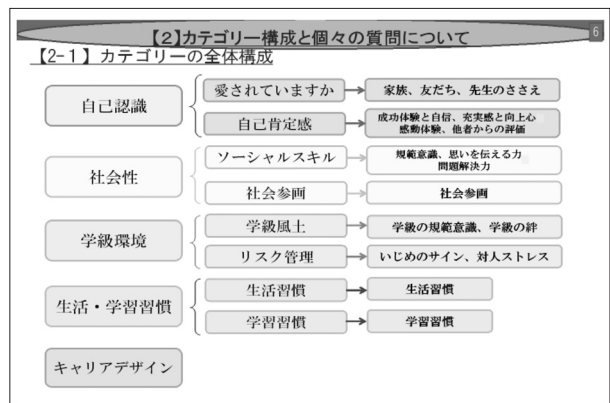 【2】カテゴリー構成と個々の質問について
6
【2-1】カテゴリーの全体構成
自己認識
愛されていますか
家族、友だち、先生のささえ
自己肯定感
成功体験と自信、充実感と向上心
感動体験、他者からの評価
社会性
ソーシャルスキル
規範意識、思いを伝える力
問題解決力
社会参画
社会参画
学級環境
学級風土
学級の規範意識、学級の絆
リスク管理
いじめのサイン、対人ストレス
生活・学習習慣
生活習慣
生活習慣
学習習慣
学習習慣
キャリアデザイン